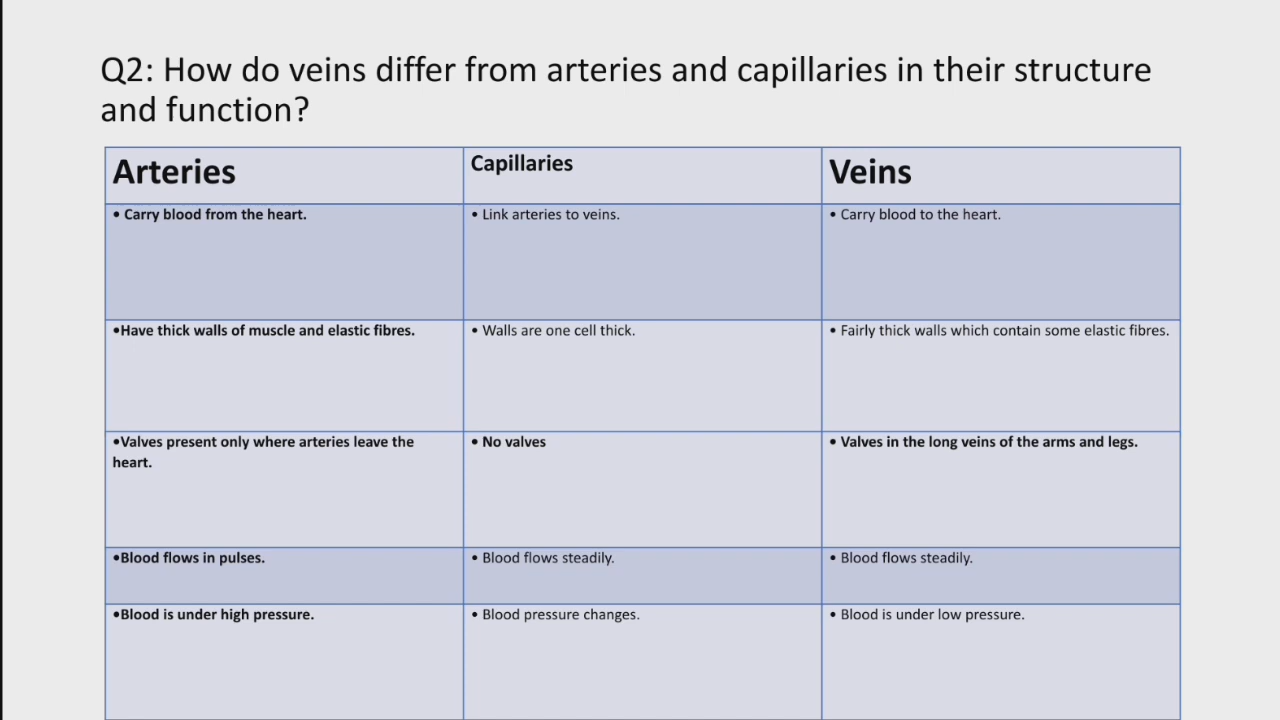 Q2: How do veins differ from arteries and capillaries in their structure
and function?
Arteries
Capillaries
Veins
• Carry blood from the heart.
• Link arteries to veins.
• Carry blood to the heart.
•Have thick walls of muscle and elastic fibres.
• Walls are one cell thick.
• Fairly thick walls which contain some elastic fibres.
•Valves present only where arteries leave the
heart.
• No valves
• Valves in the long veins of the arms and legs.
•Blood flows in pulses.
• Blood flows steadily.
• Blood flows steadily.
•Blood is under high pressure.
• Blood pressure changes.
• Blood is under low pressure.